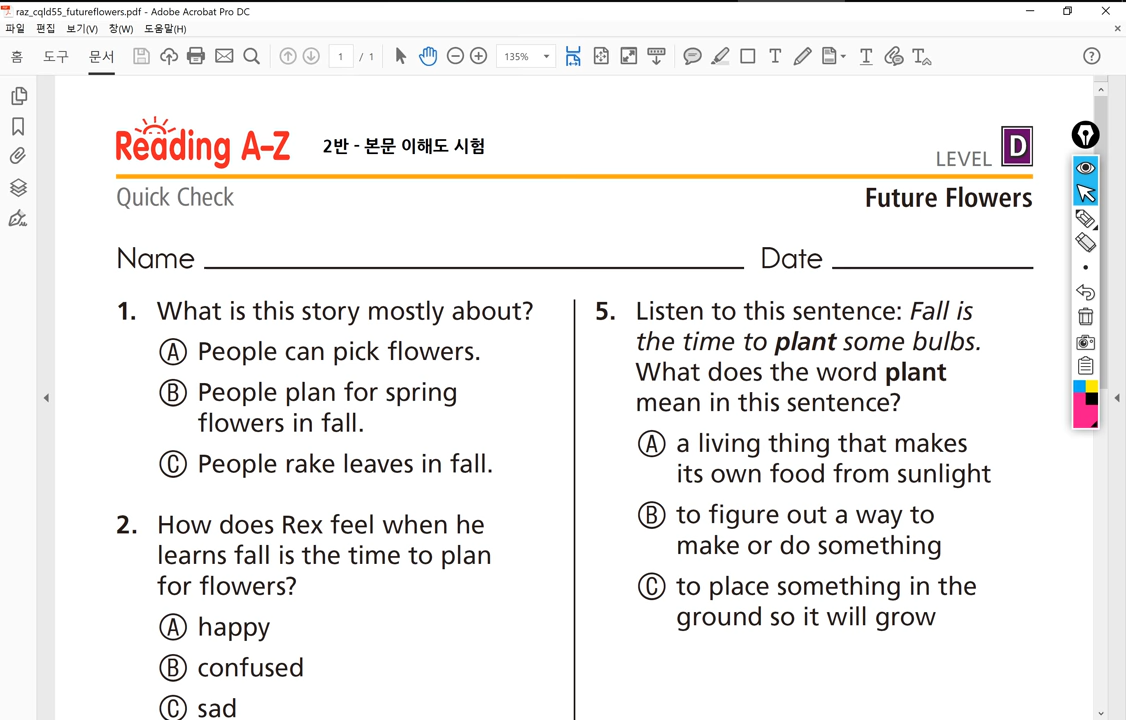 raz_cqld55_futureflowers.pdf - Adobe Acrobat Pro DC
파일 편집 보기(V) 창(W) 도움말(H)
홈 도구 문서 1 / 1 135%
Reading A-Z 2반 - 본문 이해도 시험
LEVEL D
Quick Check Future Flowers
Name Date
1. What is this story mostly about?
A People can pick flowers.
B People plan for spring
flowers in fall.
C People rake leaves in fall.
2. How does Rex feel when he
learns fall is the time to plan
for flowers?
A happy
B confused
C sad
5. Listen to this sentence: Fall is
the time to plant some bulbs.
What does the word plant
mean in this sentence?
A a living thing that makes
its own food from sunlight
B to figure out a way to
make or do something
C to place something in the
ground so it will grow